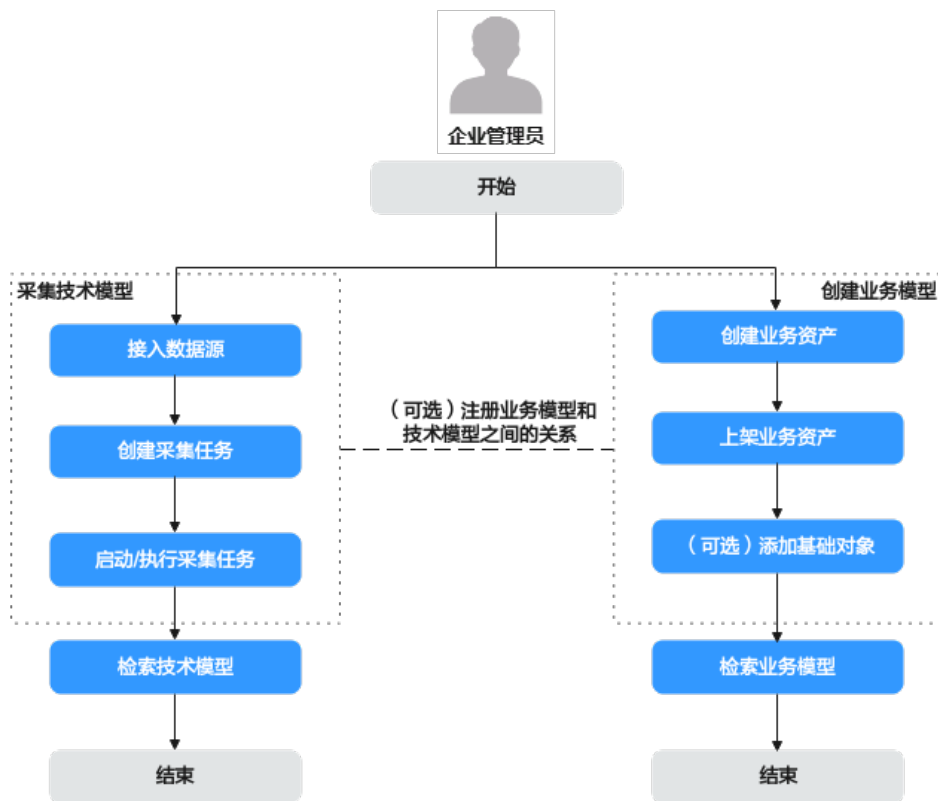 企业管理员
开始
采集技术模型
接入数据源
创建采集任务
启动/执行采集任务
检索技术模型
结束
（可选）注册业务模型和
技术模型之间的关系
创建业务模型
创建业务资产
上架业务资产
（可选）添加基础对象
检索业务模型
结束